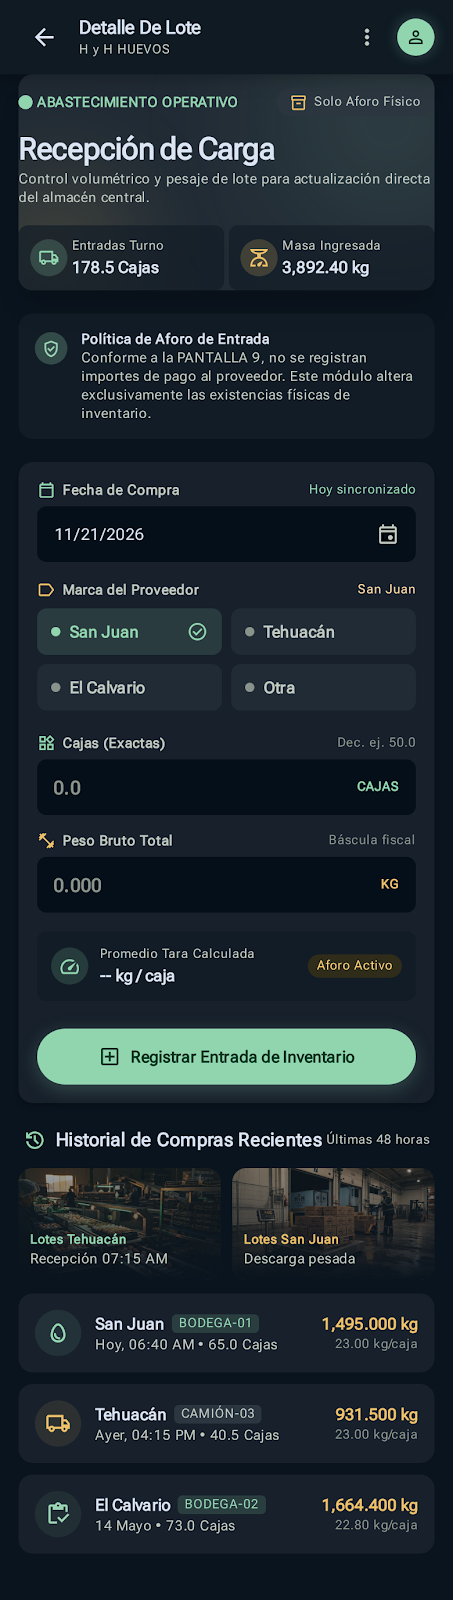 Detalle De Lote
H y H HUEVOS
ABASTECIMIENTO OPERATIVO
Solo Aforo Físico
Recepción de Carga
Control volumétrico y pesaje de lote para actualización directa
del almacén central.
Entradas Turno
178.5 Cajas
Masa Ingresada
3,892.40 kg
Política de Aforo de Entrada
Conforme a la PANTALLA 9, no se registran
importes de pago al proveedor. Este módulo altera
exclusivamente las existencias físicas de
inventario.
Fecha de Compra
Hoy sincronizado
11/21/2026
Marca del Proveedor
San Juan
San Juan
Tehuacán
El Calvario
Otra
Cajas (Exactas)
Dec. ej. 50.0
0.0
CAJAS
Peso Bruto Total
Báscula fiscal
0.000
KG
Promedio Tara Calculada
-- kg / caja
Aforo Activo
Registrar Entrada de Inventario
Historial de Compras Recientes
Últimas 48 horas
Lotes Tehuacán
Recepción 07:15 AM
Lotes San Juan
Descarga pesada
San Juan BODEGA-01
1,495.000 kg
Hoy, 06:40 AM • 65.0 Cajas
23.00 kg/caja
Tehuacán CAMIÓN-03
931.500 kg
Ayer, 04:15 PM • 40.5 Cajas
23.00 kg/caja
El Calvario BODEGA-02
1,664.400 kg
14 Mayo • 73.0 Cajas
22.80 kg/caja